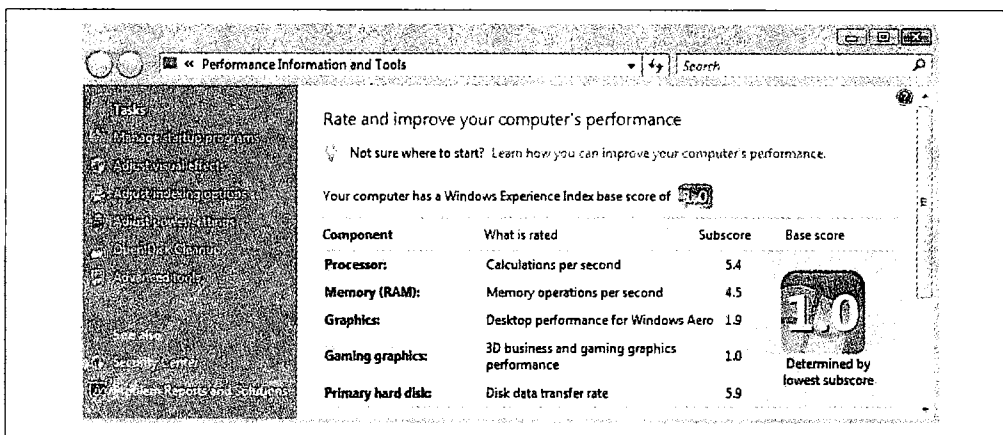 « Performance Information and Tools
Search
Tasks
Manage startup programs
Adjust visual effects
Adjust indexing options
Adjust power settings
Open Disk Cleanup
Advanced tools
See also
Security Center
Problem Reports and Solutions
Rate and improve your computer's performance
Not sure where to start? Learn how you can improve your computer's performance.
Your computer has a Windows Experience Index base score of 1.0
Component What is rated Subscore Base score
Processor: Calculations per second 5.4
Memory (RAM): Memory operations per second 4.5
Graphics: Desktop performance for Windows Aero 1.9
Gaming graphics: 3D business and gaming graphics performance 1.0
Primary hard disk: Disk data transfer rate 5.9
1.0
Determined by
lowest subscore